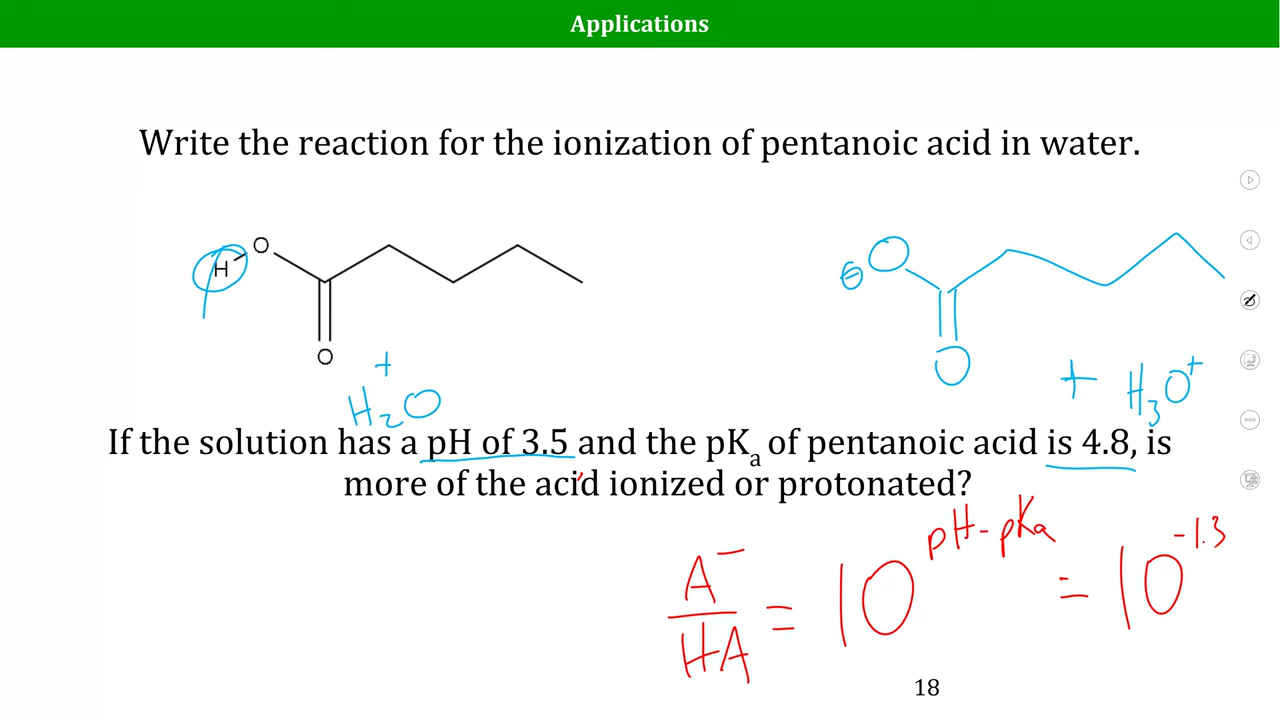 Applications
Write the reaction for the ionization of pentanoic acid in water.
H O
O
+
H₂O
⊖ O
O
+ H₃O⁺
If the solution has a pH of 3.5 and the pKₐ of pentanoic acid is 4.8, is
more of the acid ionized or protonated?
A⁻/HA = 10^pH-pKa = 10^-1.3
18